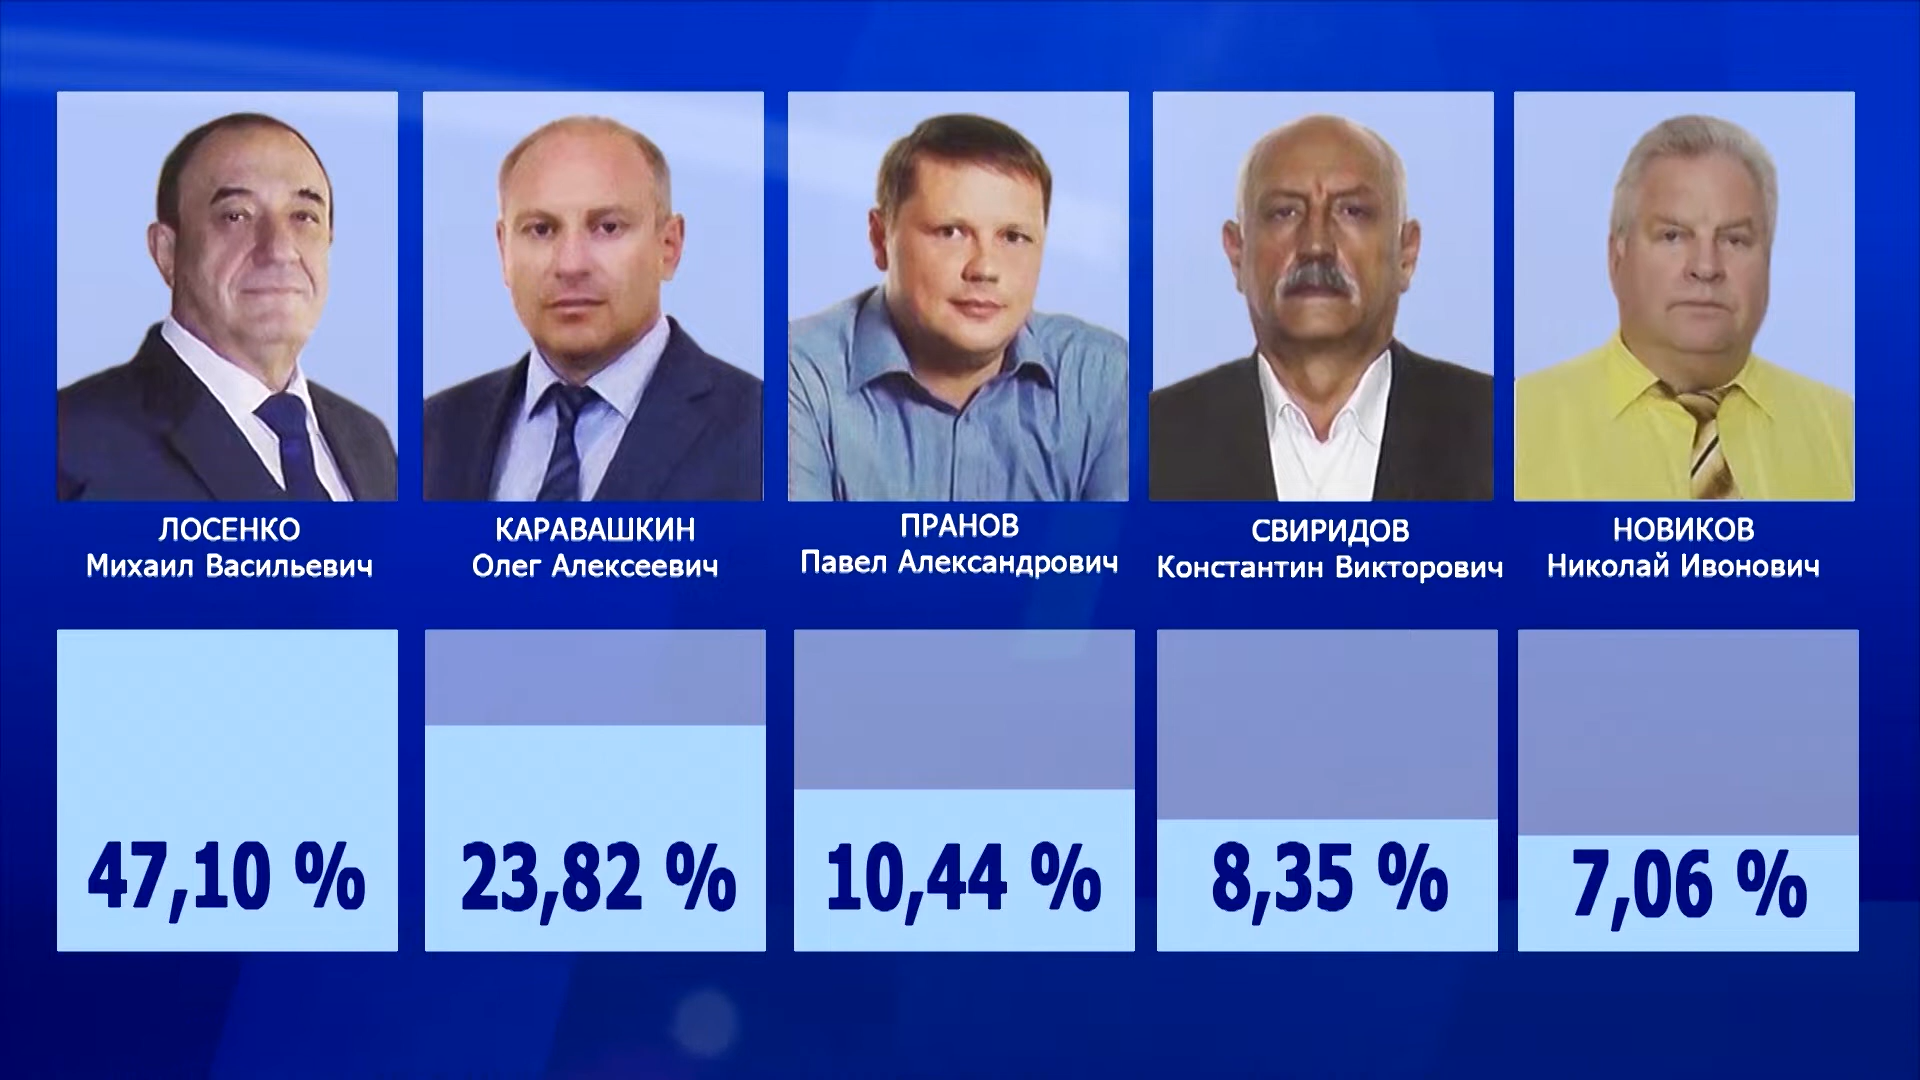 ЛОСЕНКО
Михаил Васильевич
КАРАВАШКИН
Олег Алексеевич
ПРАНОВ
Павел Александрович
СВИРИДОВ
Константин Викторович
НОВИКОВ
Николай Ивонович
47,10 %
23,82 %
10,44 %
8,35 %
7,06 %